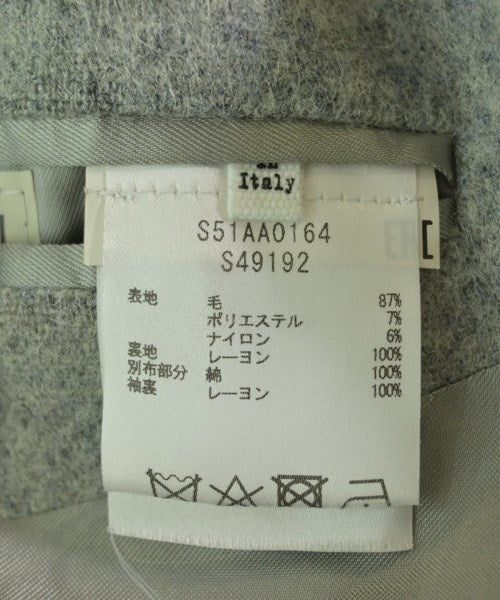 Italy
S51AA0164
S49192
表地 毛 87%
ポリエステル 7%
ナイロン 6%
裏地 レーヨン 100%
別布部分 綿 100%
袖裏 レーヨン 100%